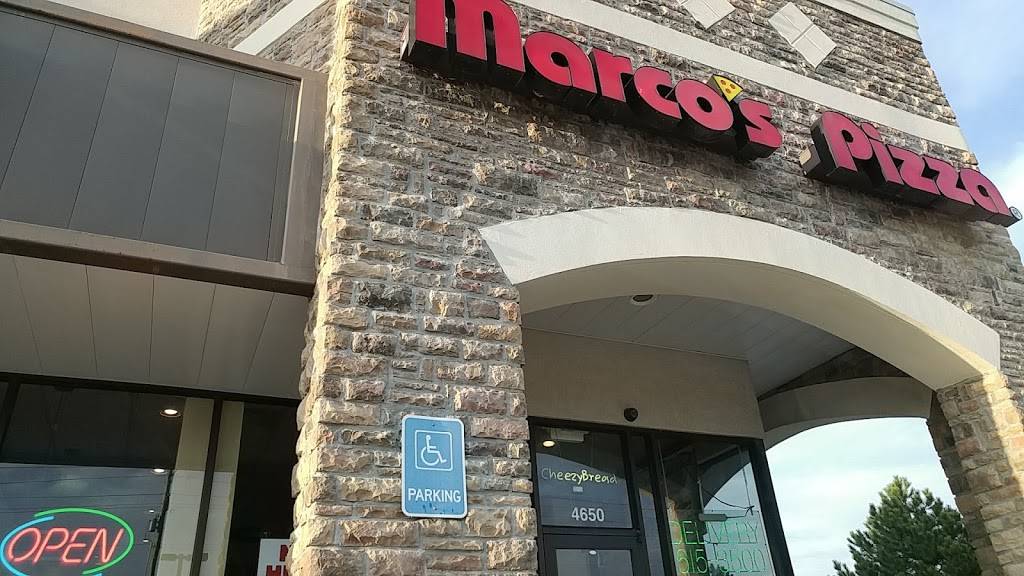 Marco's Pizza
®
PARKING
CheezyBread
4650
DELIVERY
OPEN